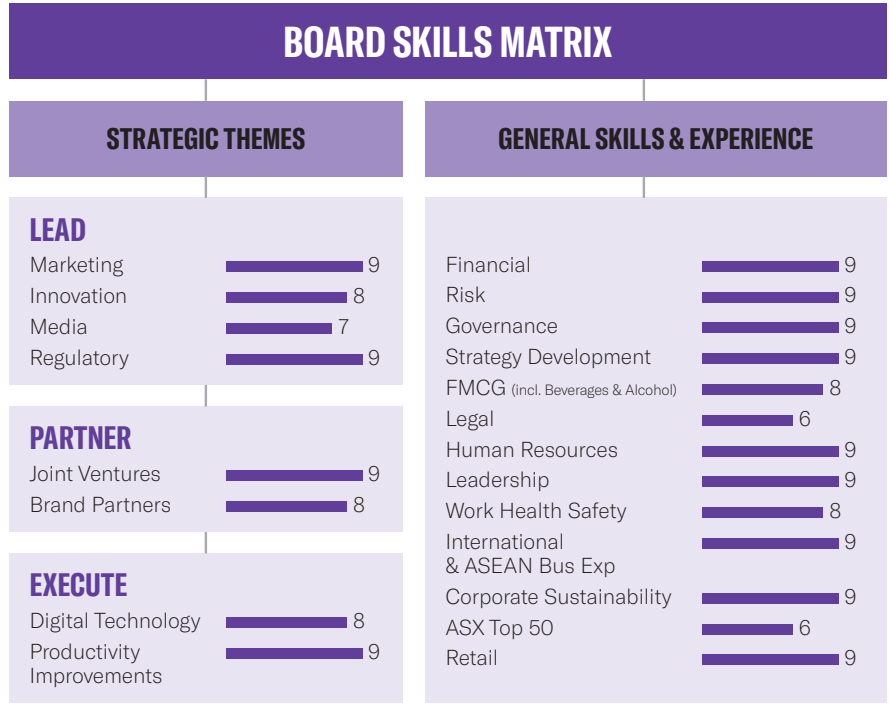 BOARD SKILLS MATRIX
STRATEGIC THEMES
LEAD
Marketing 9
Innovation 8
Media 7
Regulatory 9
PARTNER
Joint Ventures 9
Brand Partners 8
EXECUTE
Digital Technology 8
Productivity 9
Improvements
GENERAL SKILLS & EXPERIENCE
Financial 9
Risk 9
Governance 9
Strategy Development 9
FMCG (incl. Beverages & Alcohol) 8
Legal 6
Human Resources 9
Leadership 9
Work Health Safety 8
International 9
& ASEAN Bus Exp
Corporate Sustainability 9
ASX Top 50 6
Retail 9